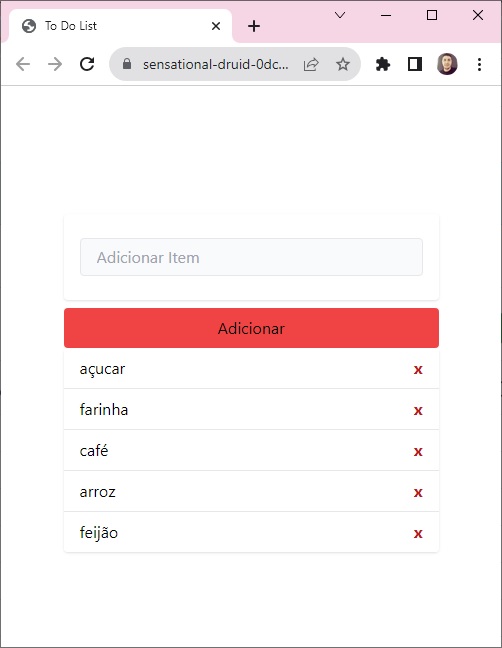 To Do List
sensational-druid-0dc...
Adicionar Item
Adicionar
açucar x
farinha x
café x
arroz x
feijão x